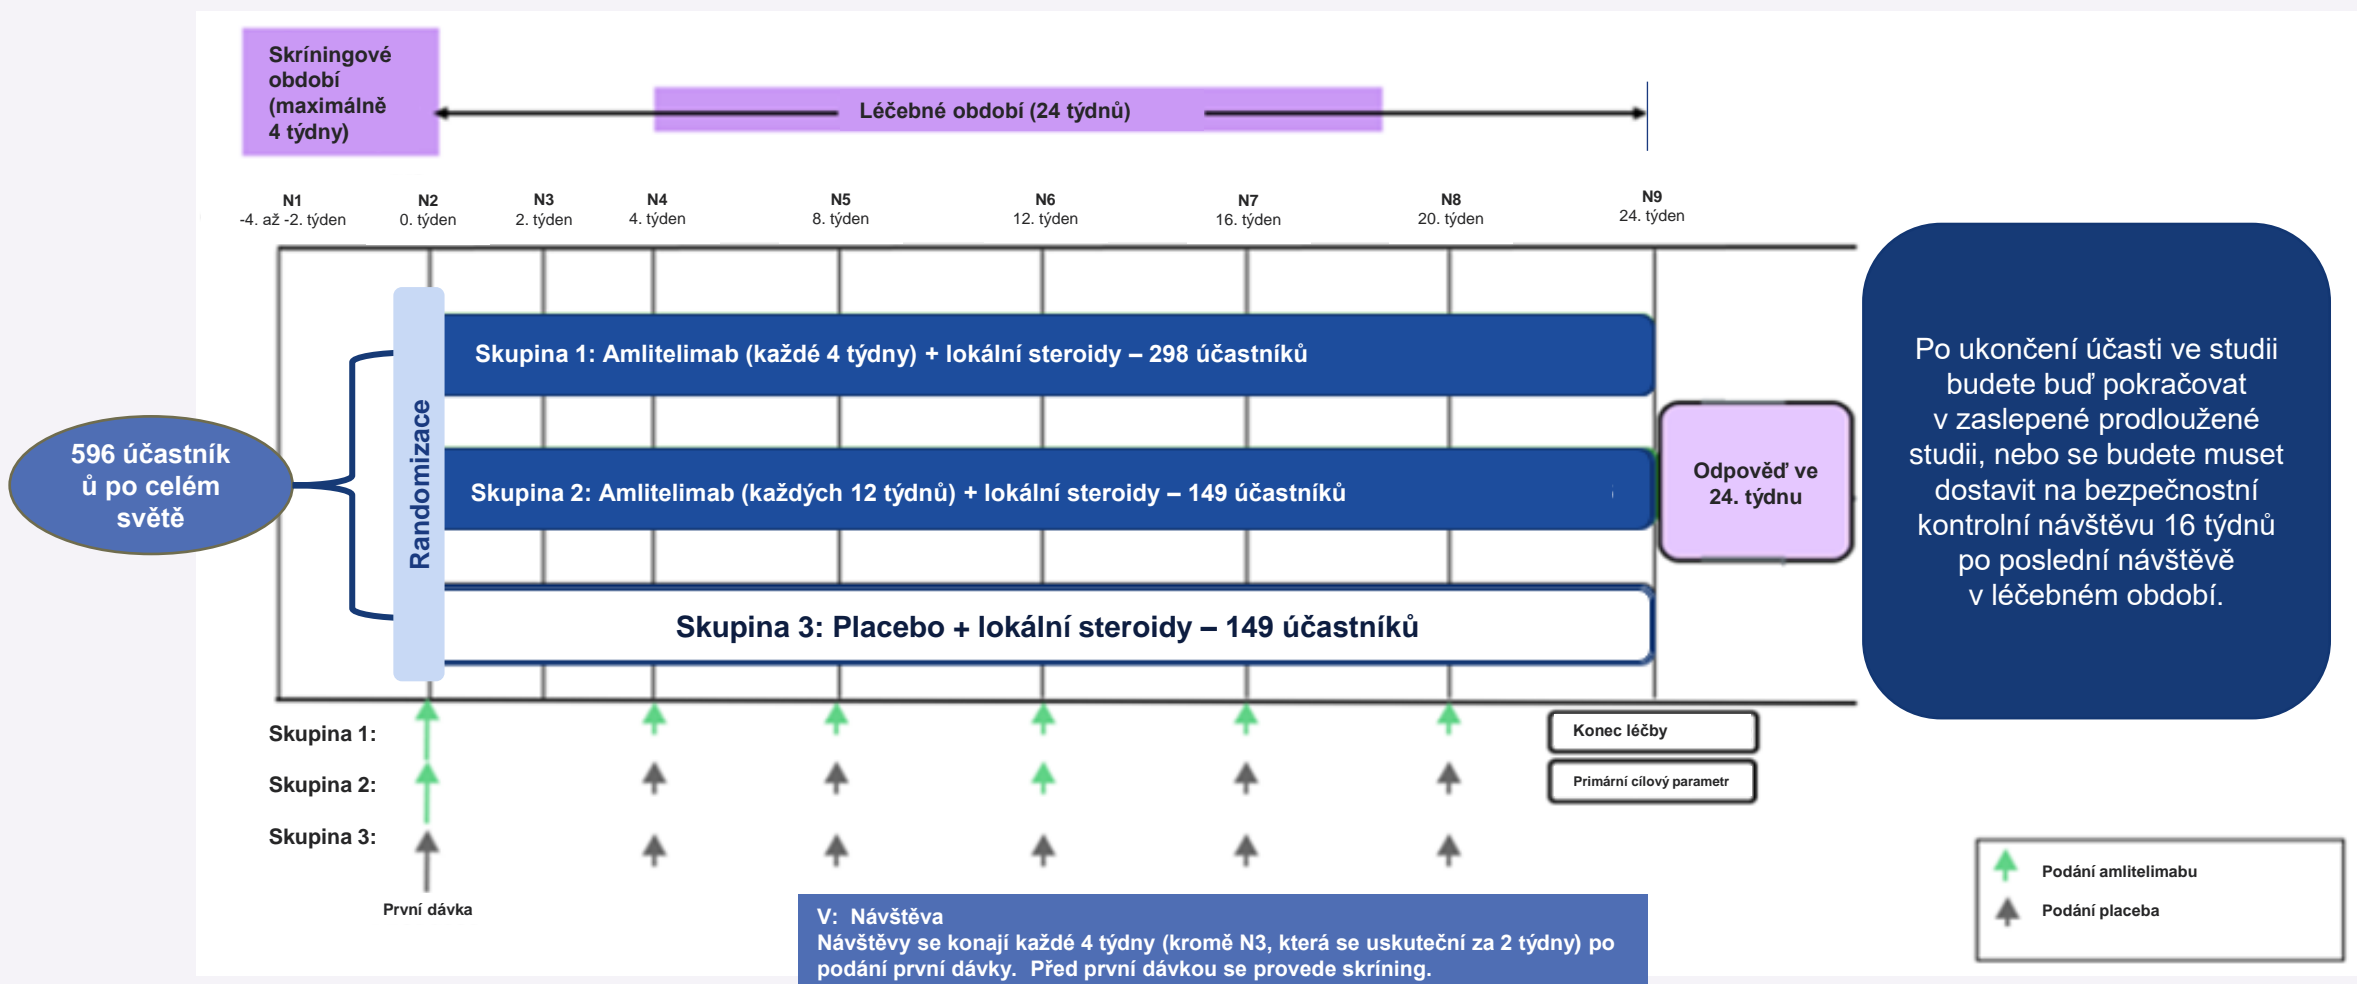 Skríningové
období
(maximálně
4 týdny)
Léčebné období (24 týdnů)
N1
-4. až -2. týden
N2
0. týden
N3
2. týden
N4
4. týden
N5
8. týden
N6
12. týden
N7
16. týden
N8
20. týden
N9
24. týden
596 účastník
ů po celém
světě
Randomizace
Skupina 1: Amlitelimab (každé 4 týdny) + lokální steroidy – 298 účastníků
Skupina 2: Amlitelimab (každých 12 týdnů) + lokální steroidy – 149 účastníků
Skupina 3: Placebo + lokální steroidy – 149 účastníků
Odpověď ve
24. týdnu
Po ukončení účasti ve studii
budete buď pokračovat
v zaslepené prodloužené
studii, nebo se budete muset
dostavit na bezpečnostní
kontrolní návštěvu 16 týdnů
po poslední návštěvě
v léčebném období.
Skupina 1:
Skupina 2:
Skupina 3:
První dávka
Konec léčby
Primární cílový parametr
V: Návštěva
Návštěvy se konají každé 4 týdny (kromě N3, která se uskuteční za 2 týdny) po
podání první dávky. Před první dávkou se provede skríning.
Podání amlitelimabu
Podání placeba